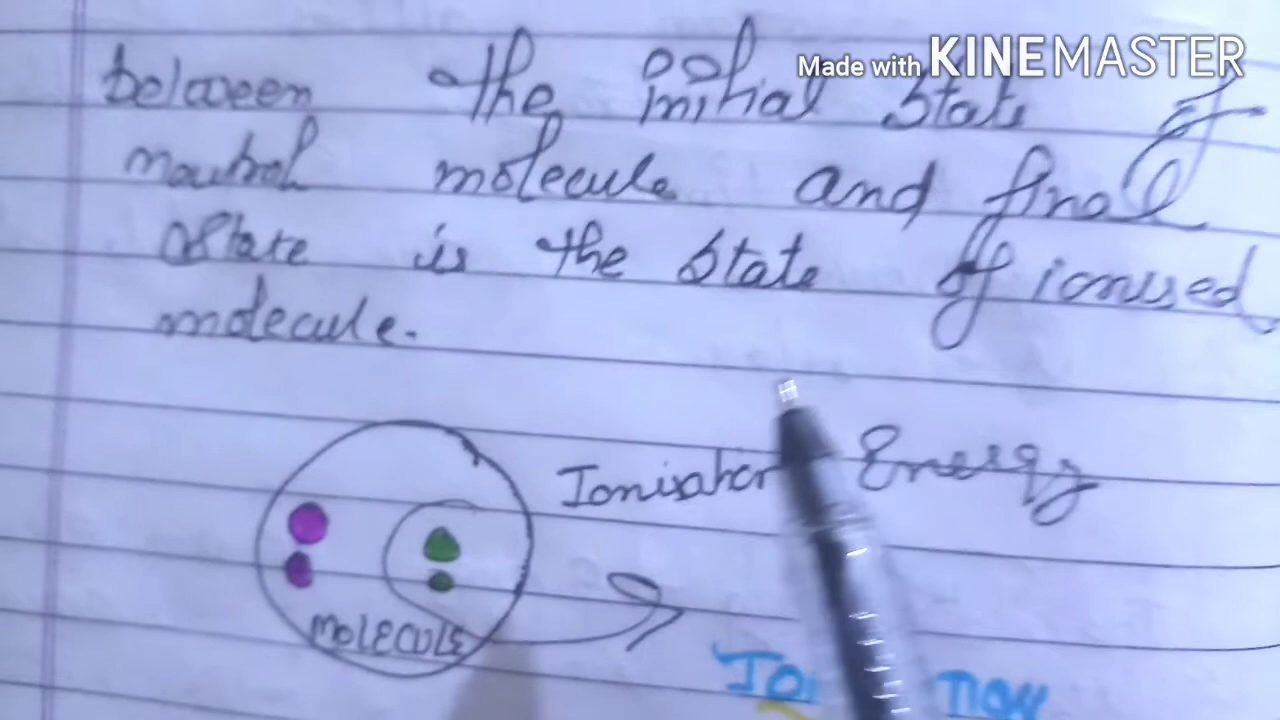 Made with KINEMASTER
between the initial state of
neutral molecule and final
state is the state of ionised
molecule.
Ionisation Energy
MOLECULE